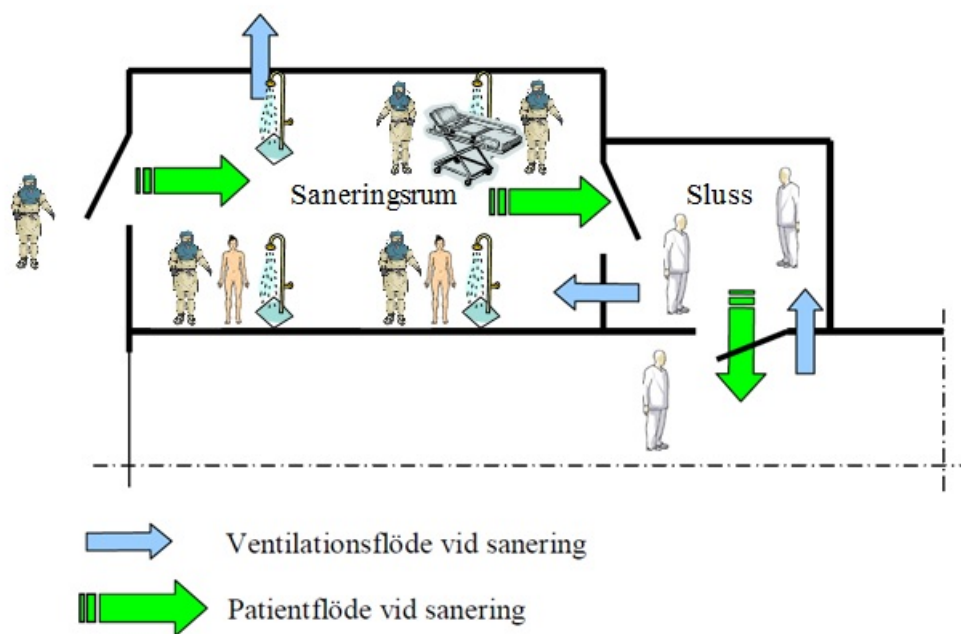 Saneringsrum
Sluss
Ventilationsflöde vid sanering
Patientflöde vid sanering